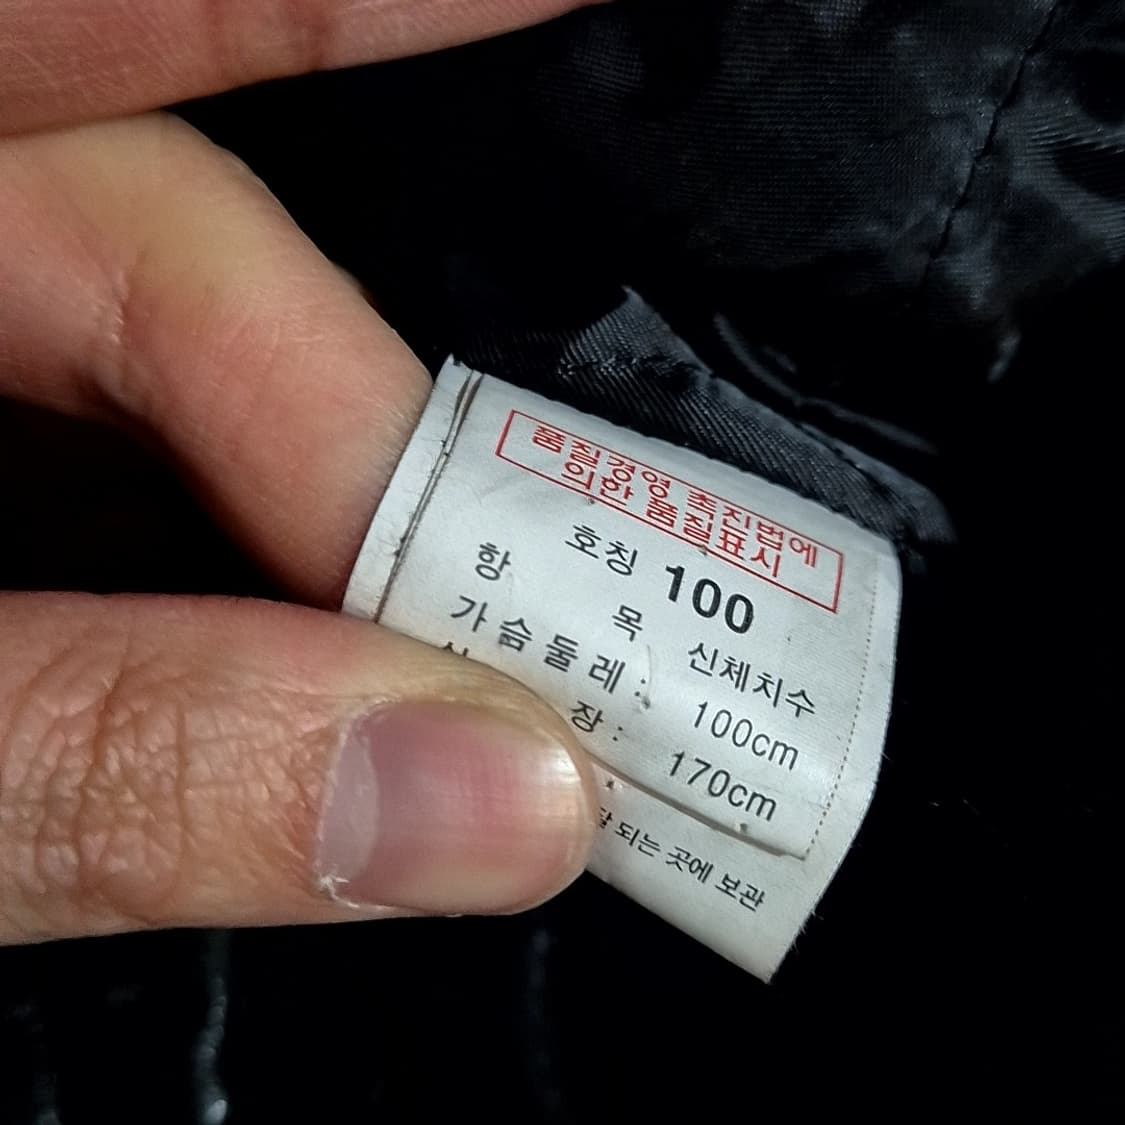 품질경영 촉진법에
의한 품질표시
호칭 100
항 목 신체치수
가슴둘레 : 100cm
장 : 170cm
되는 곳에 보관